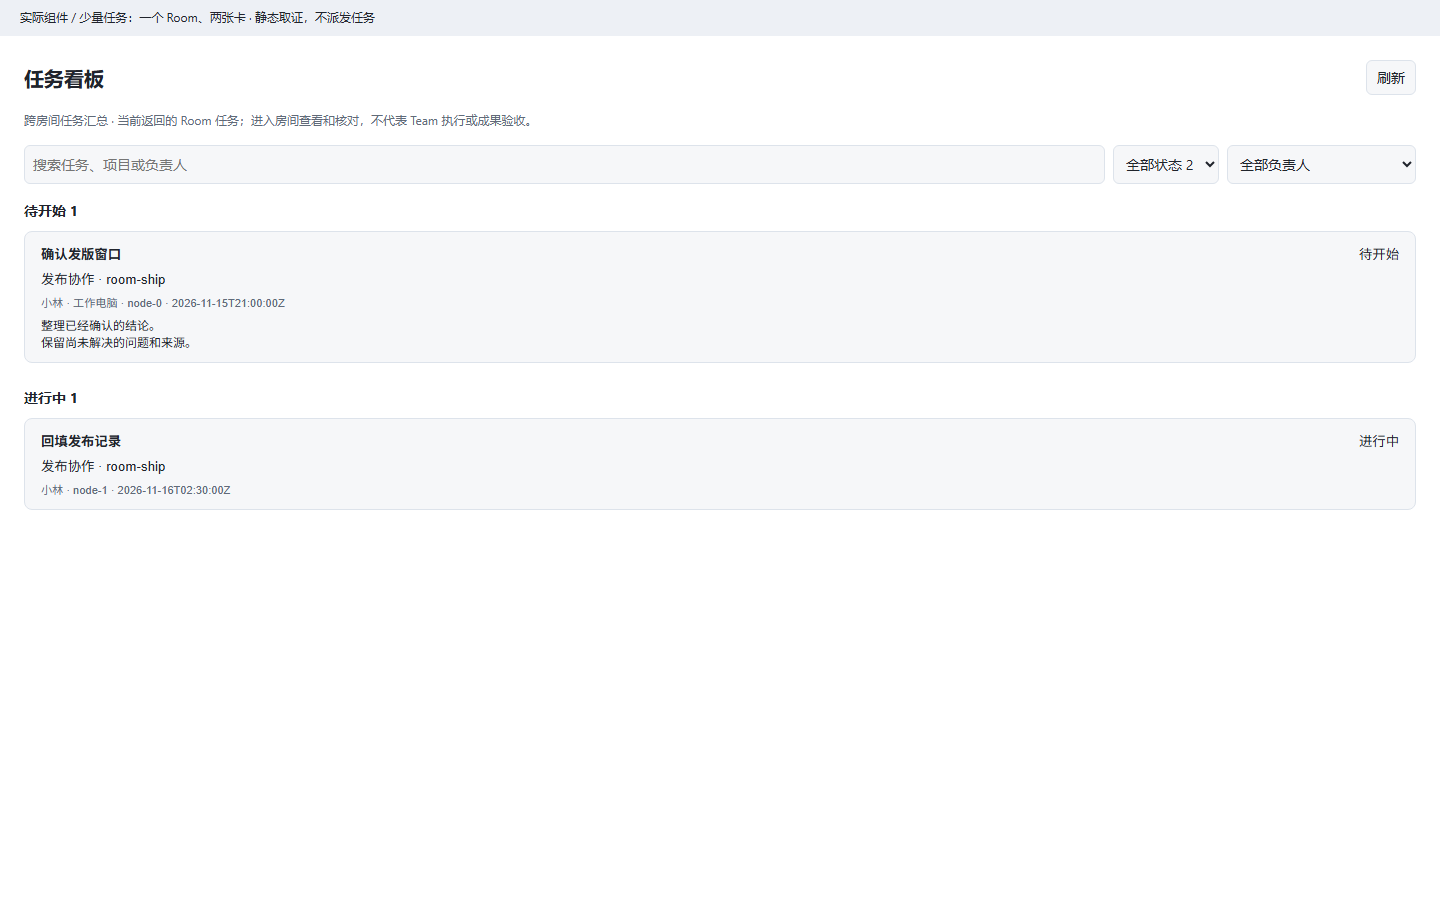 实际组件 / 少量任务：一个 Room、两张卡 · 静态取证，不派发任务
任务看板
刷新
跨房间任务汇总 · 当前返回的 Room 任务；进入房间查看和核对，不代表 Team 执行或成果验收。
搜索任务、项目或负责人
全部状态 2
全部负责人
待开始 1
确认发版窗口
待开始
发布协作 · room-ship
小林 · 工作电脑 · node-0 · 2026-11-15T21:00:00Z
整理已经确认的结论。
保留尚未解决的问题和来源。
进行中 1
回填发布记录
进行中
发布协作 · room-ship
小林 · node-1 · 2026-11-16T02:30:00Z